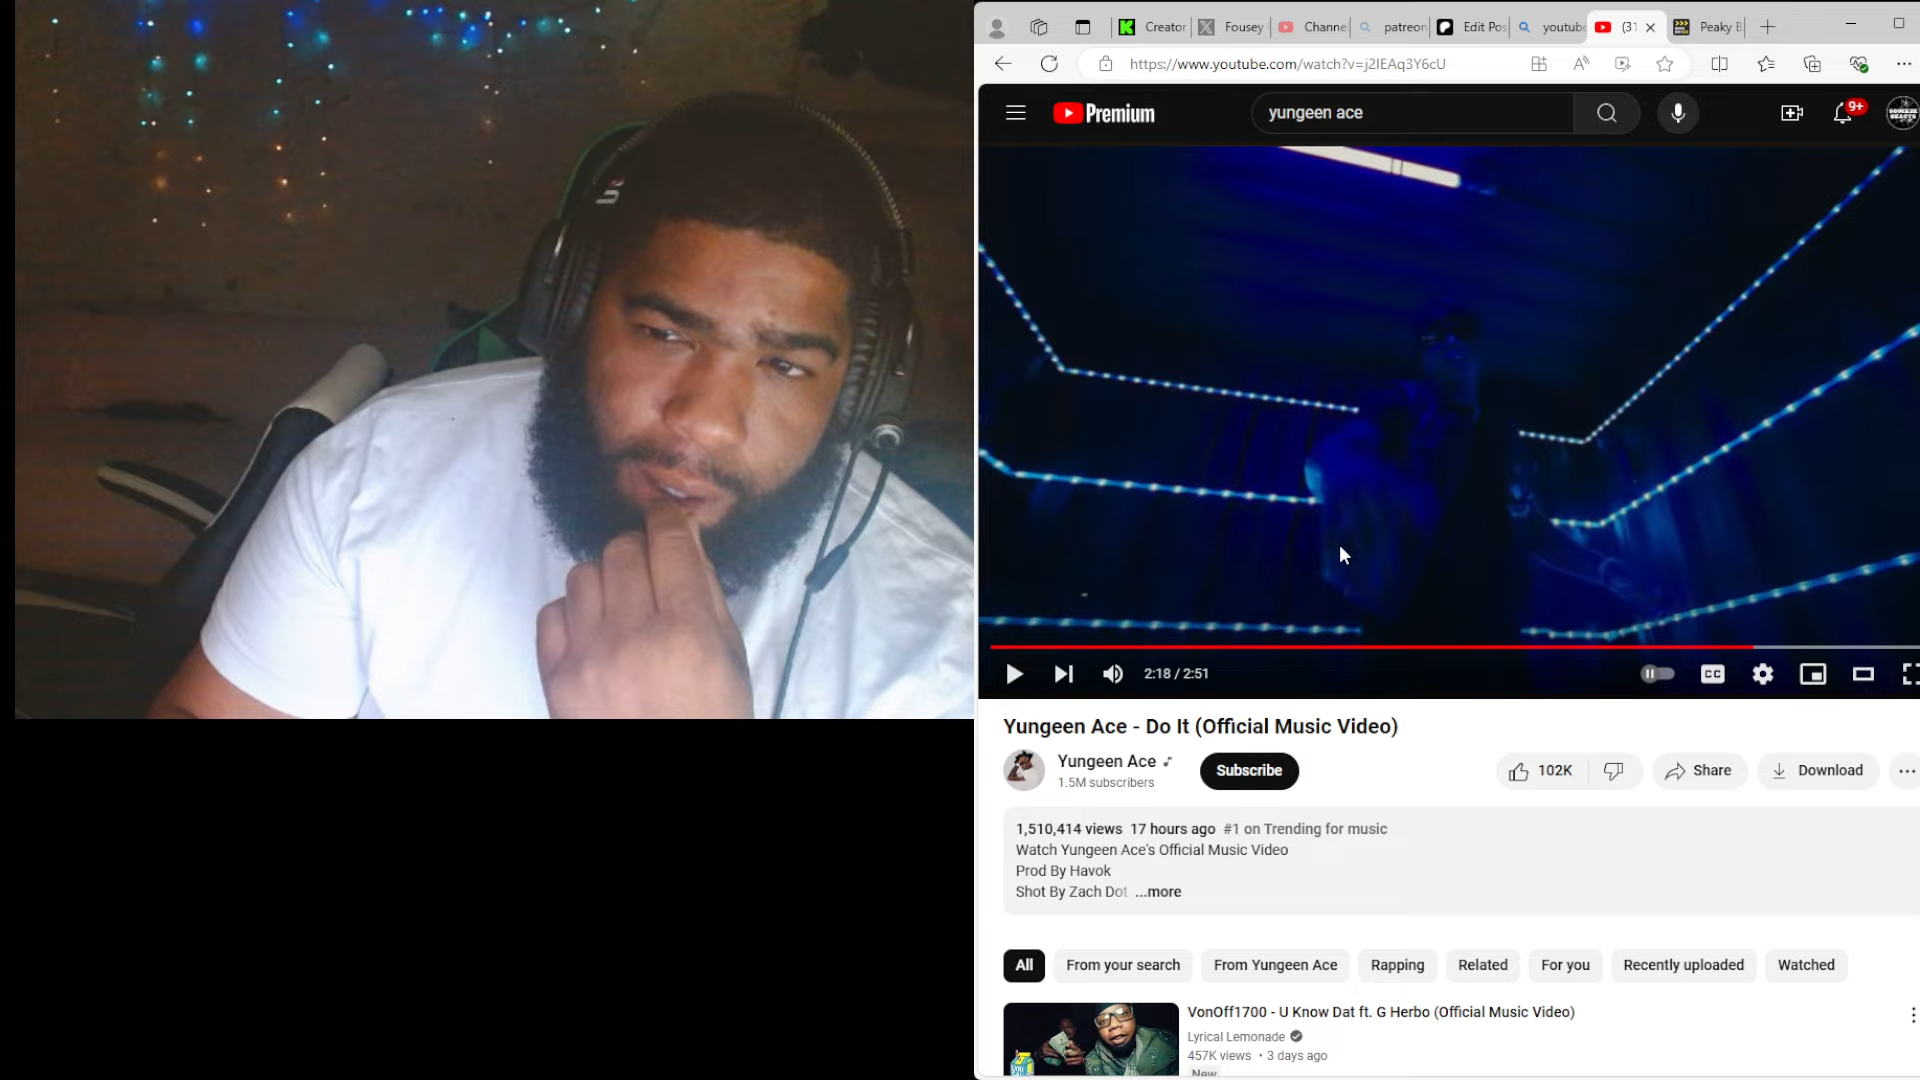 Creator
Fousey
Channe
patreon
Edit Pos
youtube
(31
Peaky B
https://www.youtube.com/watch?v=j2IEAq3Y6cU
Premium
yungeen ace
9+
2:18 / 2:51
CC
Yungeen Ace - Do It (Official Music Video)
Yungeen Ace
1.5M subscribers
Subscribe
102K
Share
Download
1,510,414 views 17 hours ago #1 on Trending for music
Watch Yungeen Ace's Official Music Video
Prod By Havok
Shot By Zach Dot ...more
All
From your search
From Yungeen Ace
Rapping
Related
For you
Recently uploaded
Watched
VonOff1700 - U Know Dat ft. G Herbo (Official Music Video)
Lyrical Lemonade
457K views • 3 days ago
New